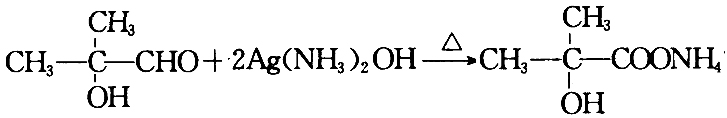 CH₃ CH₃
CH₃—C—CHO+2Ag(NH₃)₂OH —△→ CH₃—C—COONH₄
OH OH